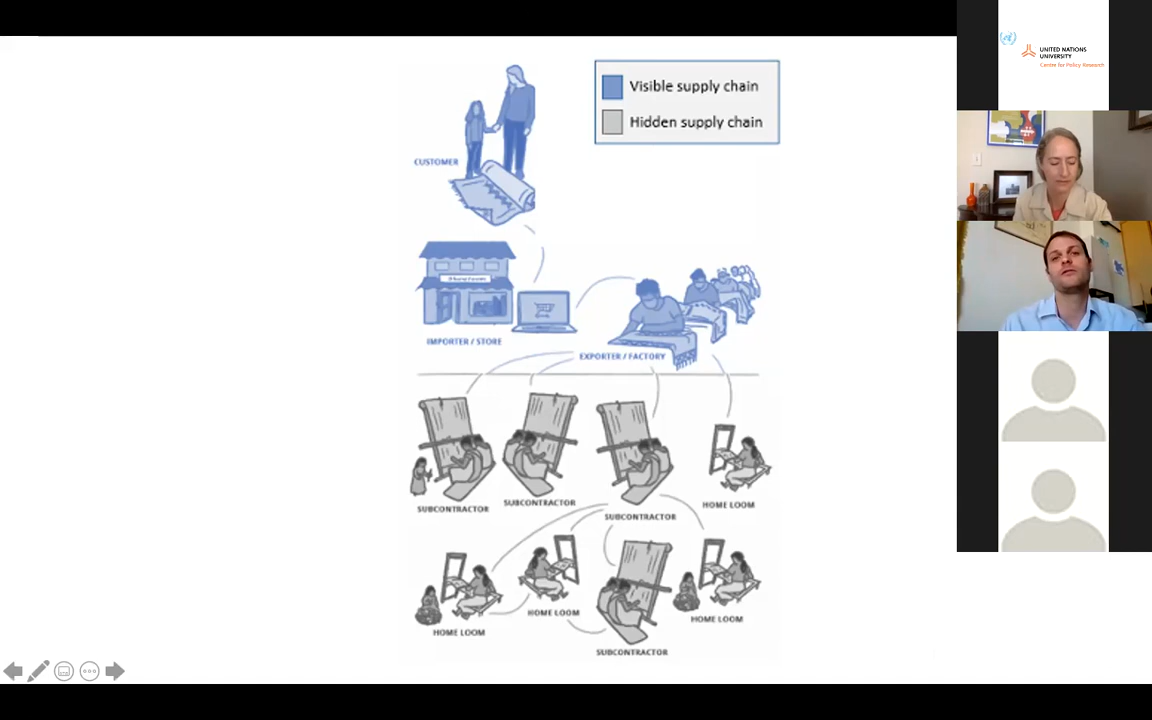 UNITED NATIONS
UNIVERSITY
Centre for Policy Research
Visible supply chain
Hidden supply chain
CUSTOMER
IMPORTER / STORE
EXPORTER / FACTORY
SUBCONTRACTOR
SUBCONTRACTOR
SUBCONTRACTOR
HOME LOOM
HOME LOOM
HOME LOOM
SUBCONTRACTOR
HOME LOOM